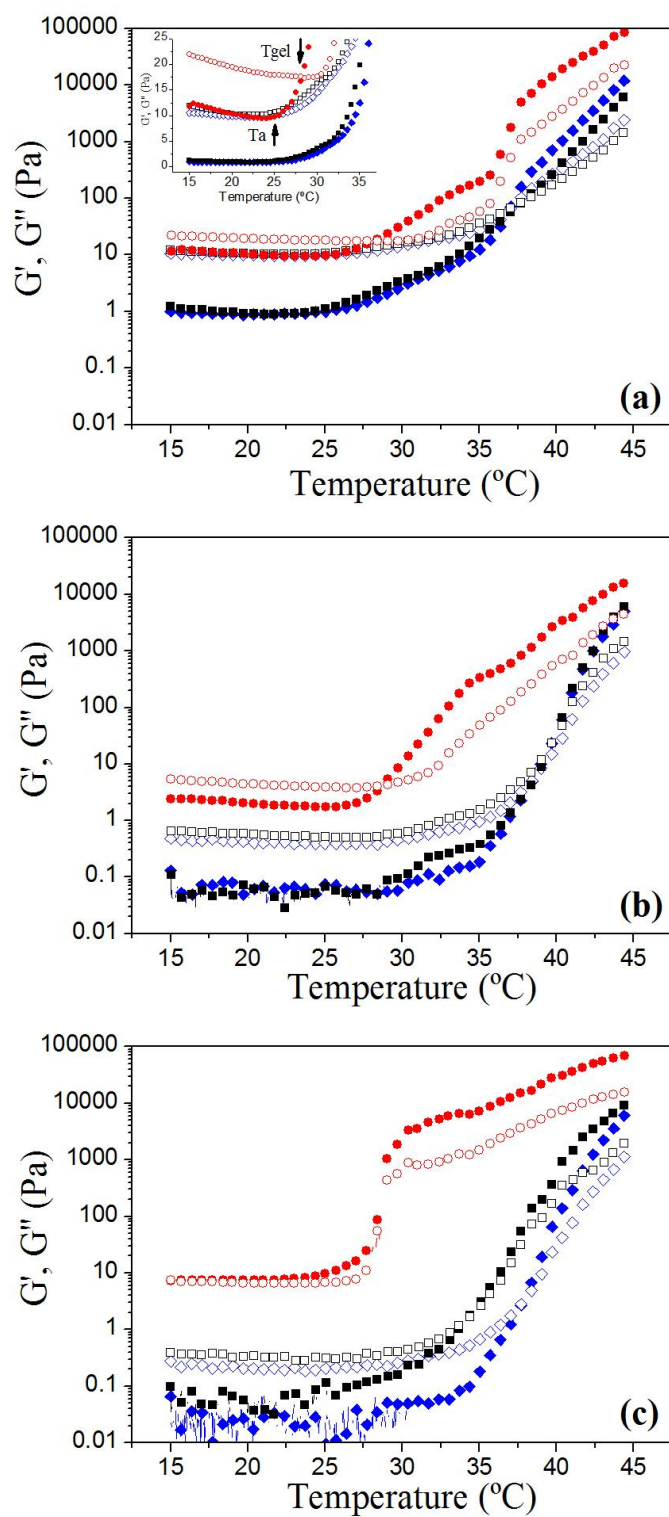 G', G" (Pa)
100000
10000
1000
100
10
1
0.1
0.01
G', G'' (Pa)
25
20
15
10
5
0
Tgel
Ta
15 20 25 30 35
Temperature (ºC)
(a)
15 20 25 30 35 40 45
Temperature (ºC)
G', G" (Pa)
100000
10000
1000
100
10
1
0.1
0.01
(b)
15 20 25 30 35 40 45
Temperature (ºC)
G', G" (Pa)
100000
10000
1000
100
10
1
0.1
0.01
(c)
15 20 25 30 35 40 45
Temperature (ºC)